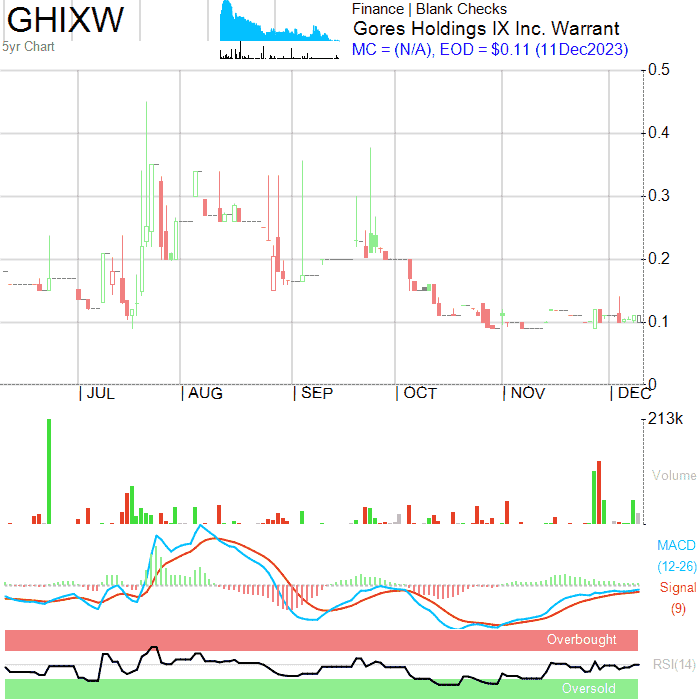 GHIXW
5yr Chart
Finance | Blank Checks
Gores Holdings IX Inc. Warrant
MC = (N/A), EOD = $0.11 (11Dec2023)
0.5
0.4
0.3
0.2
0.1
0
| JUL | AUG | SEP | OCT | NOV | DEC
213k
Volume
MACD
(12-26)
Signal
(9)
Overbought
RSI(14)
Oversold